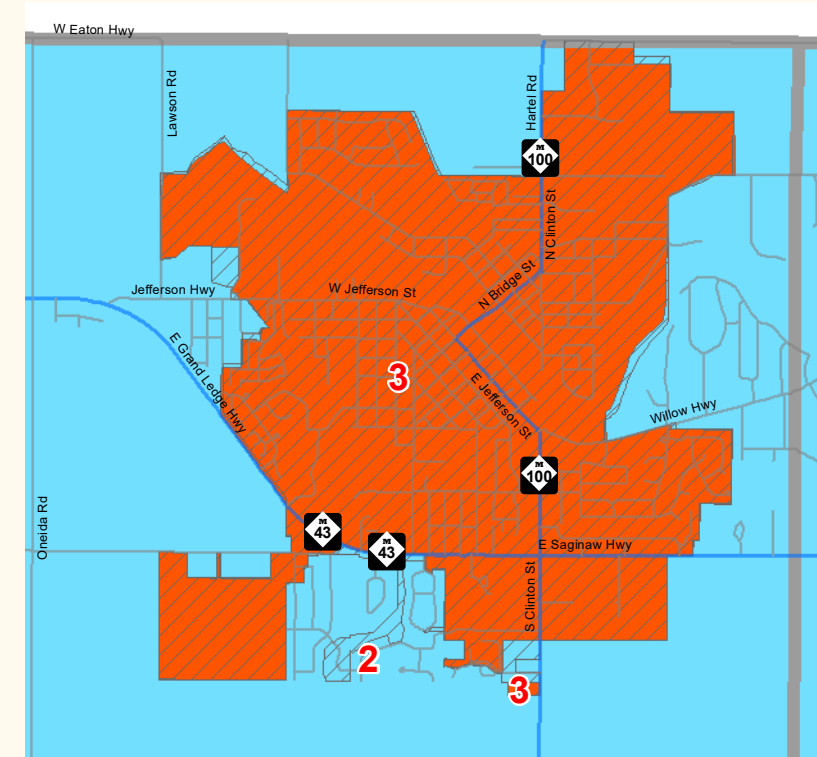 W Eaton Hwy
Lawson Rd
Hartel Rd
M
100
N Clinton St
N Bridge St
Jefferson Hwy
W Jefferson St
E Grand Ledge Hwy
3
E Jefferson St
Willow Hwy
M
100
Oneida Rd
M
43
M
43
E Saginaw Hwy
S Clinton St
2
3